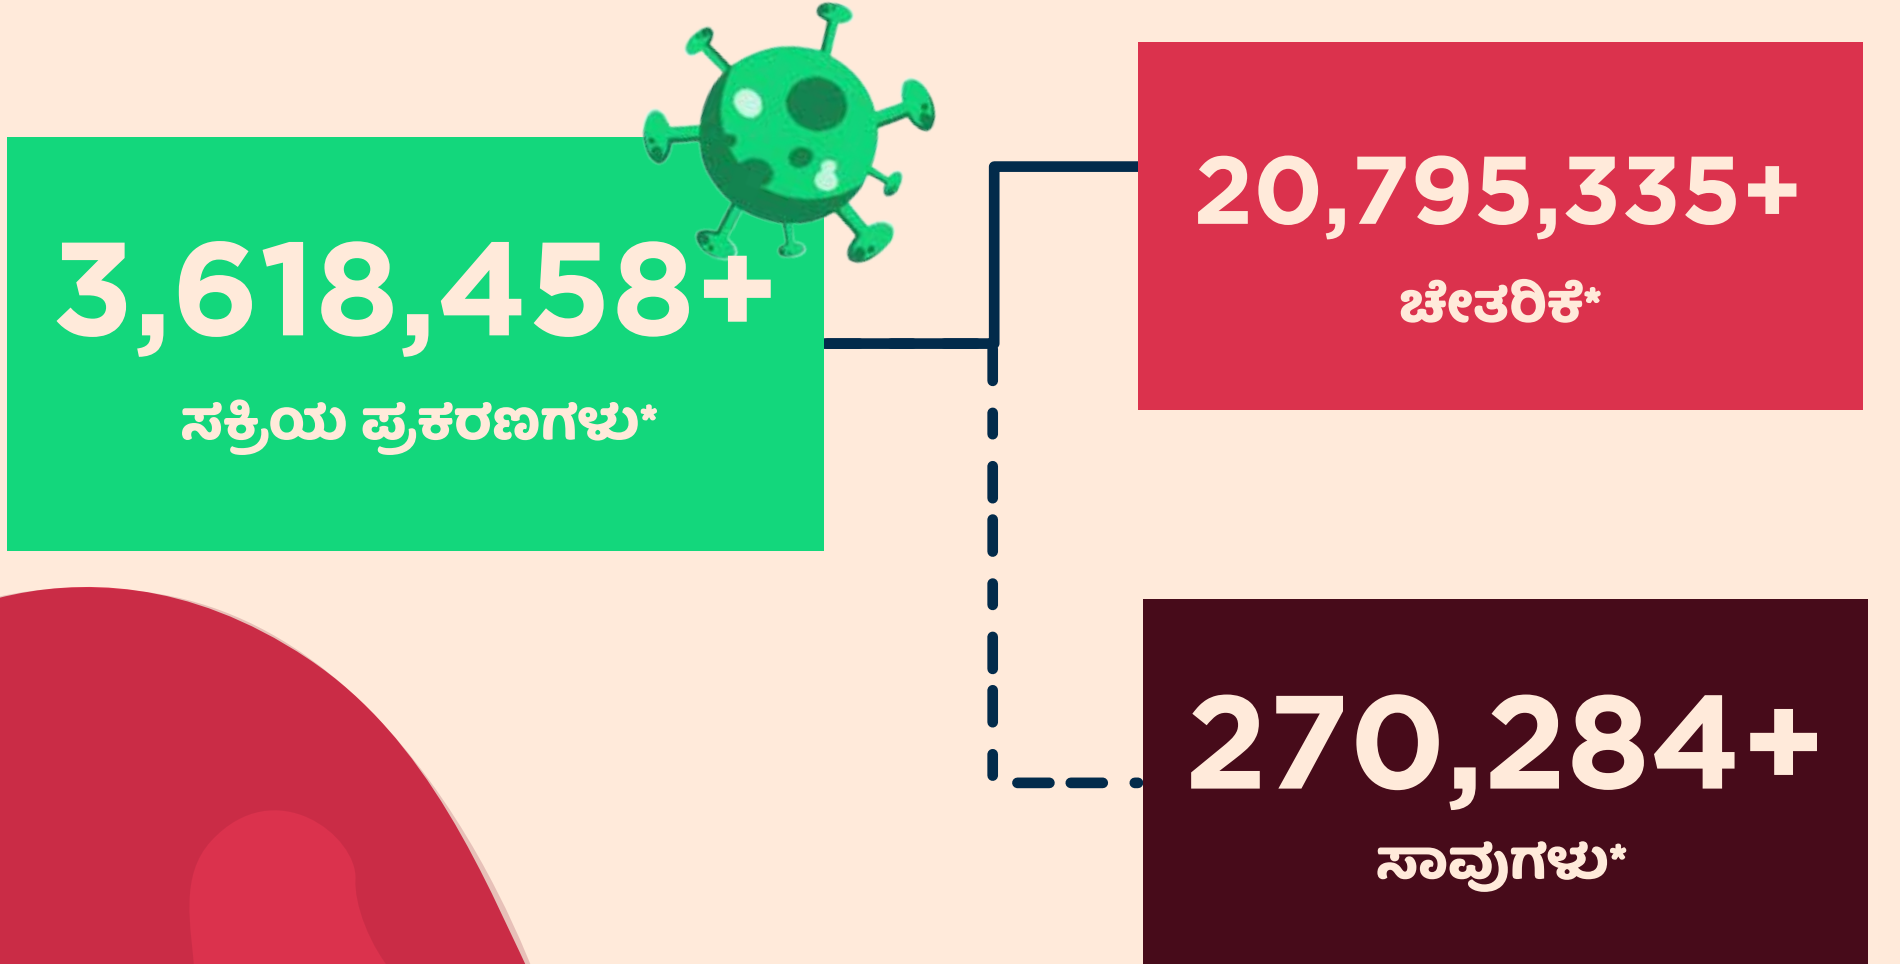 3,618,458+
ಸಕ್ರಿಯ ಪ್ರಕರಣಗಳು*
20,795,335+
ಚೇತರಿಕೆ*
270,284+
ಸಾವುಗಳು*